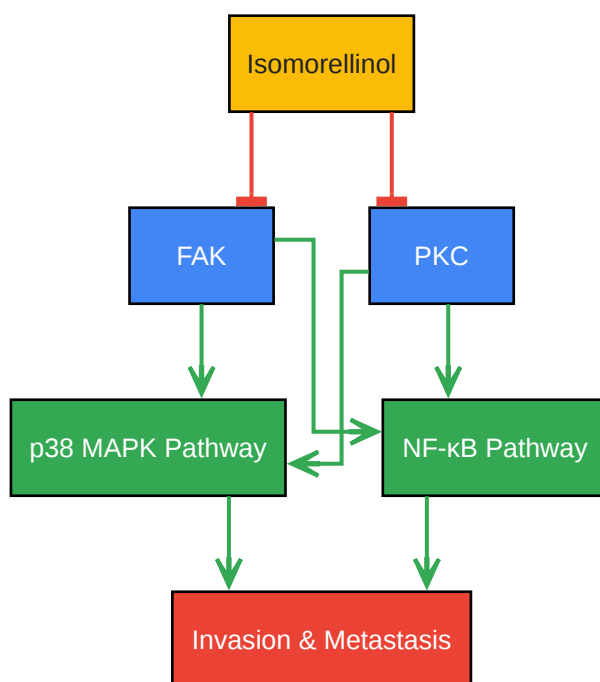 Isomorellinol
FAK
PKC
p38 MAPK Pathway
NF-κB Pathway
Invasion & Metastasis